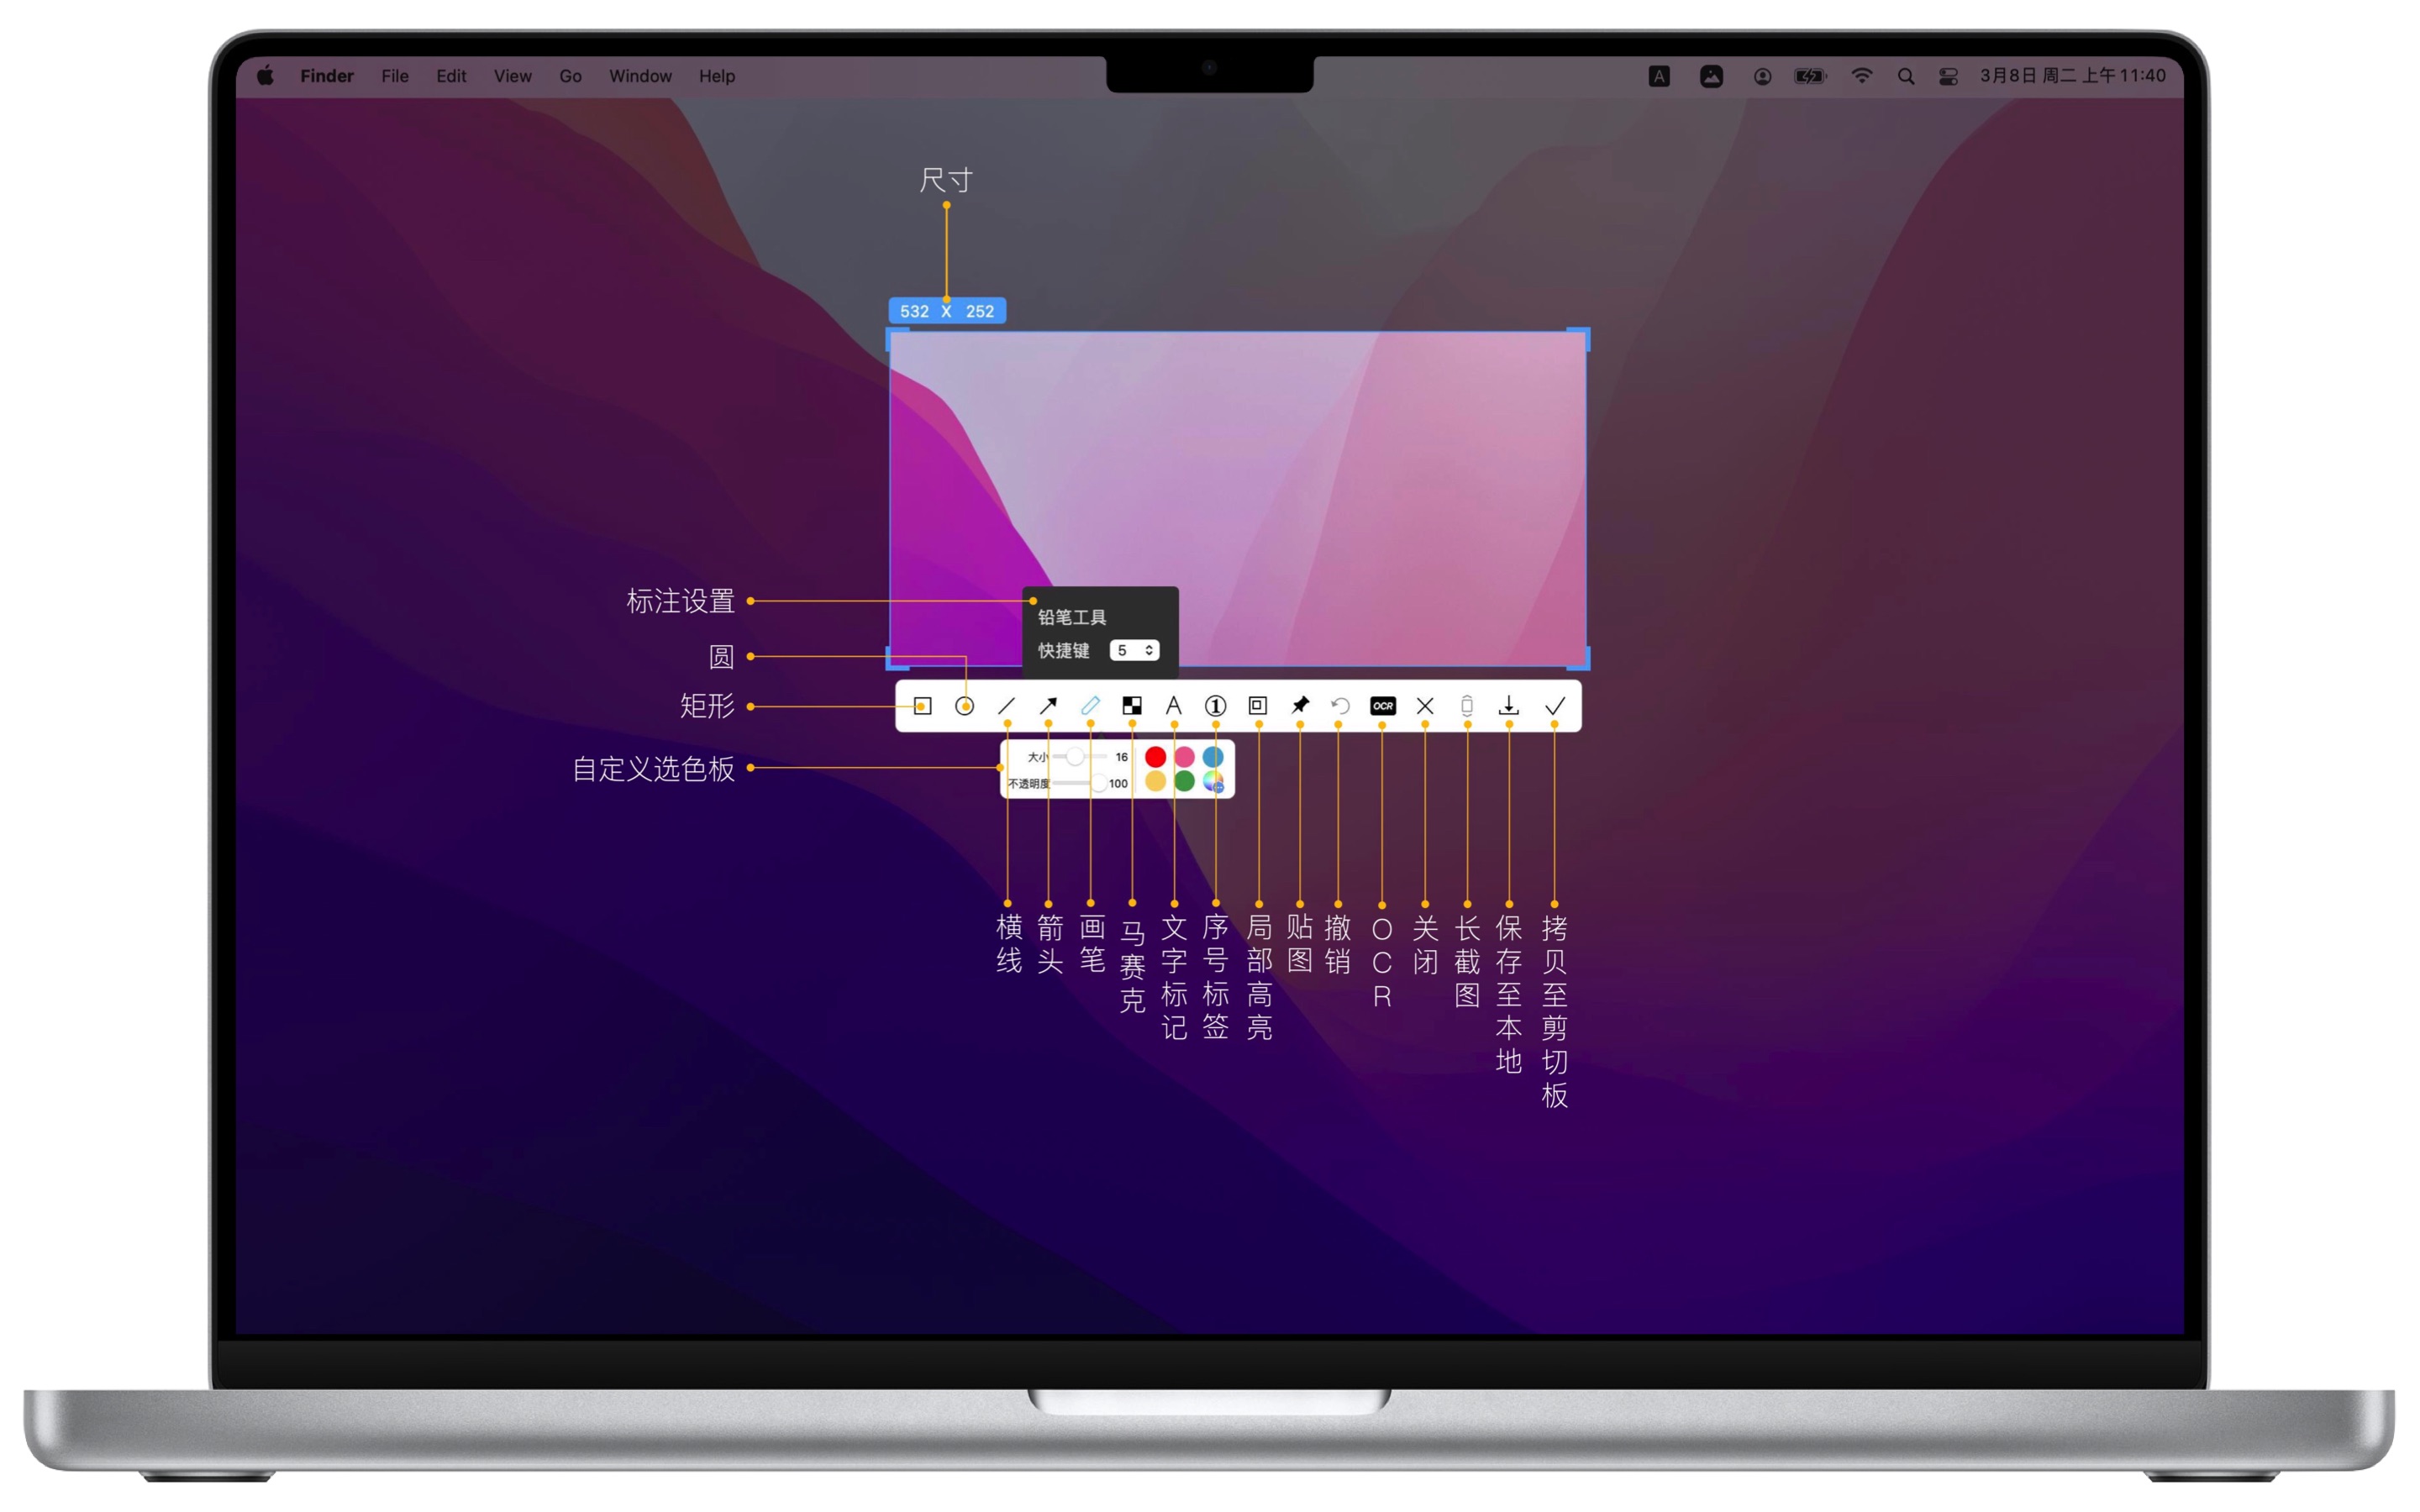 Finder File Edit View Go Window Help
A 3月8日 周二 上午 11:40
尺寸
532 X 252
标注设置
铅笔工具
快捷键 5
圆
矩形
A 1 OCR
自定义选色板
大小 16
不透明度 100
横线
箭头
画笔
马赛克
文字标记
序号标签
局部高亮
贴图
撤销
OCR
关闭
长截图
保存至本地
拷贝至剪切板